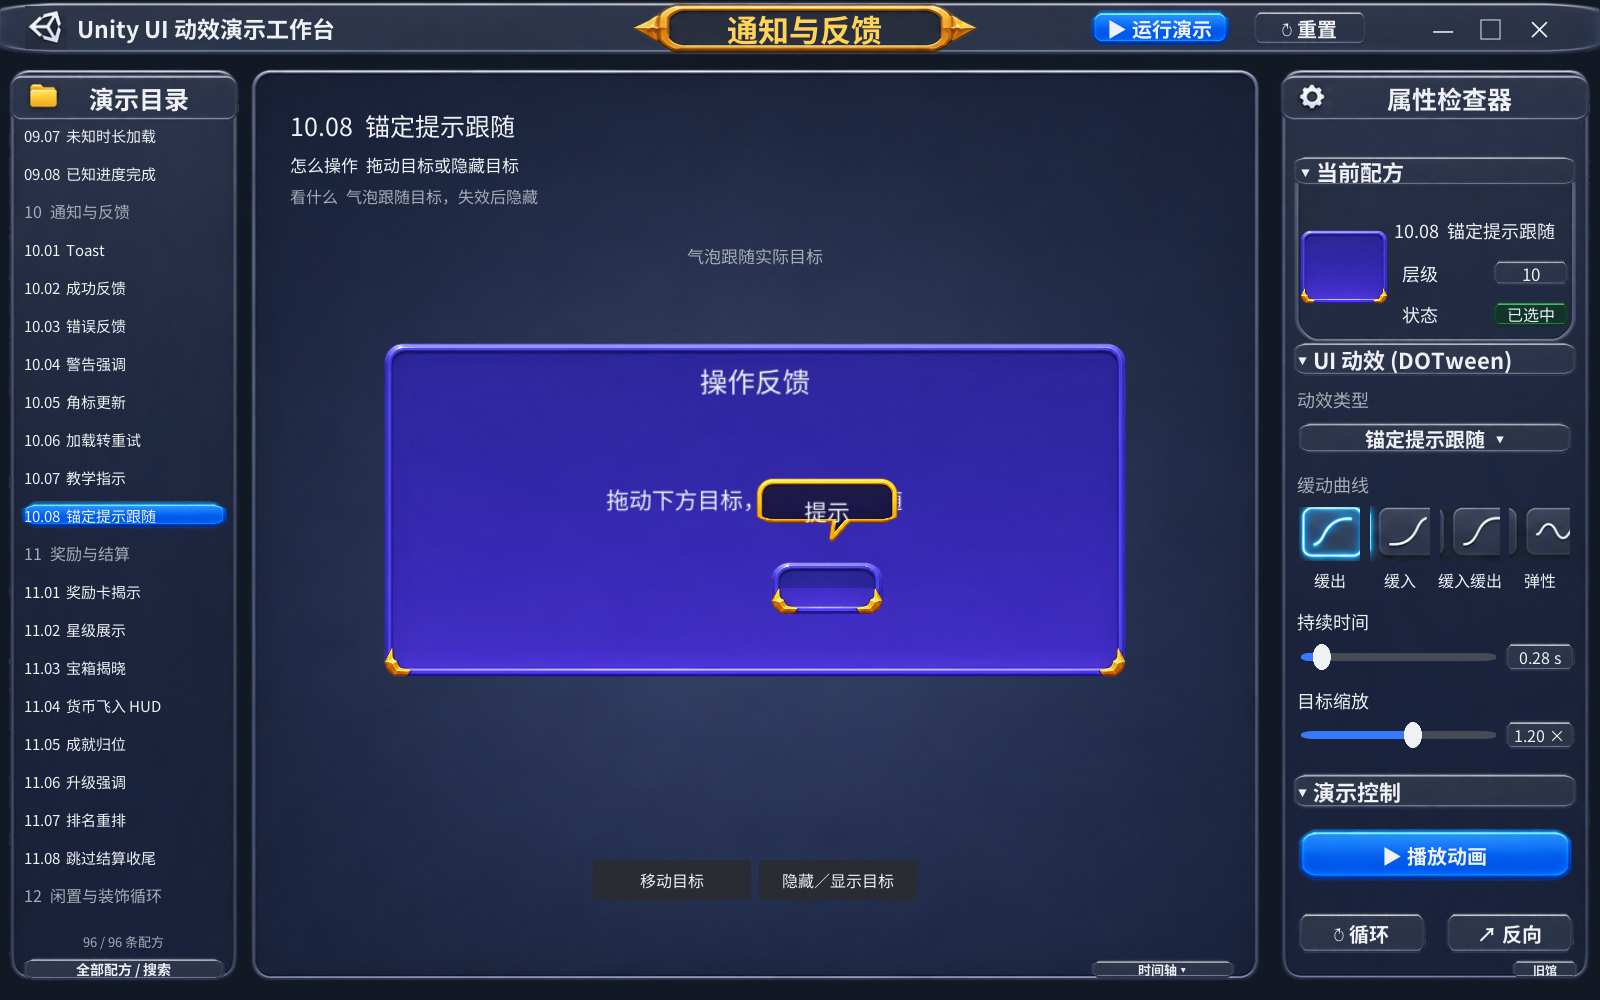 Unity UI 动效演示工作台
通知与反馈
▶ 运行演示
重置
演示目录
09.07 未知时长加载
09.08 已知进度完成
10 通知与反馈
10.01 Toast
10.02 成功反馈
10.03 错误反馈
10.04 警告强调
10.05 角标更新
10.06 加载转重试
10.07 教学指示
10.08 锚定提示跟随
11 奖励与结算
11.01 奖励卡揭示
11.02 星级展示
11.03 宝箱揭晓
11.04 货币飞入 HUD
11.05 成就归位
11.06 升级强调
11.07 排名重排
11.08 跳过结算收尾
12 闲置与装饰循环
96 / 96 条配方
全部配方 / 搜索
10.08 锚定提示跟随
怎么操作 拖动目标或隐藏目标
看什么 气泡跟随目标，失效后隐藏
气泡跟随实际目标
操作反馈
拖动下方目标，
提示
移动目标
隐藏／显示目标
时间轴 ▾
属性检查器
▾ 当前配方
10.08 锚定提示跟随
层级 10
状态 已选中
▾ UI 动效 (DOTween)
动效类型
锚定提示跟随 ▾
缓动曲线
缓出 缓入 缓入缓出 弹性
持续时间
0.28 s
目标缩放
1.20 ×
▾ 演示控制
▶ 播放动画
循环
↗ 反向
旧馆